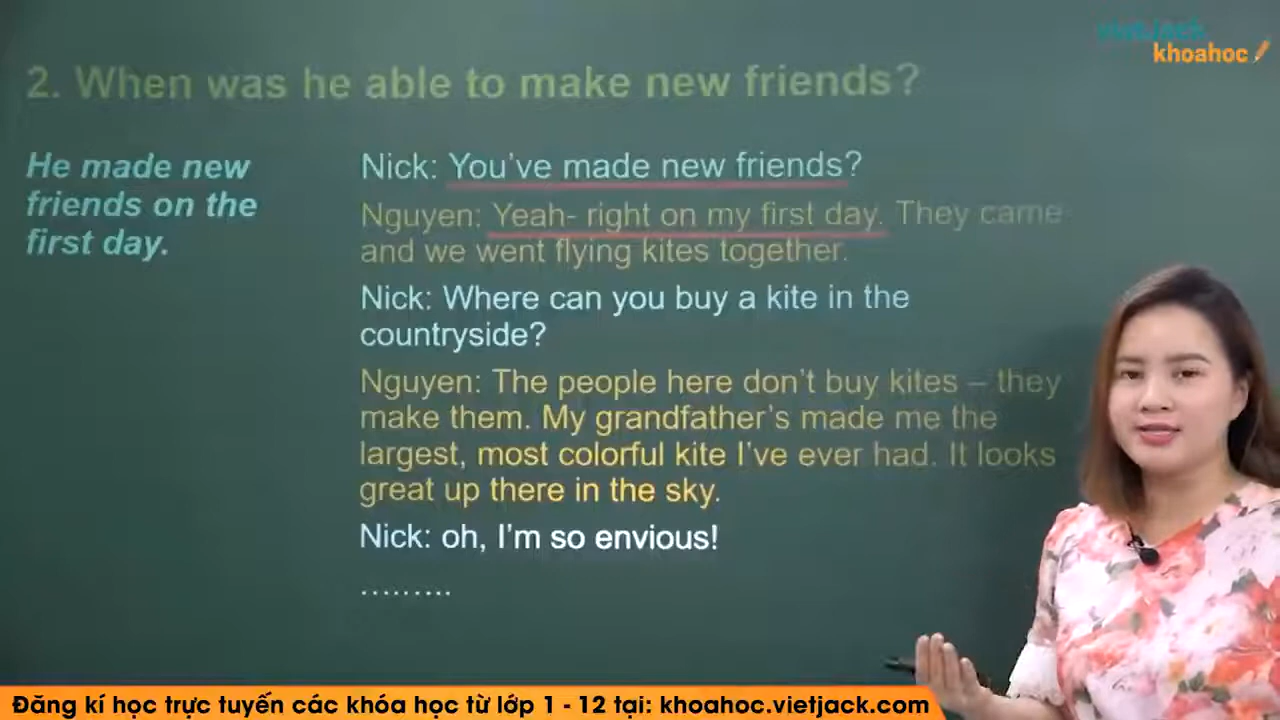 vietjack
khoahoc
2. When was he able to make new friends?
He made new
friends on the
first day.
Nick: You've made new friends?
Nguyen: Yeah- right on my first day. They came
and we went flying kites together.
Nick: Where can you buy a kite in the
countryside?
Nguyen: The people here don't buy kites – they
make them. My grandfather's made me the
largest, most colorful kite I've ever had. It looks
great up there in the sky.
Nick: oh, I'm so envious!
.........
Đăng kí học trực tuyến các khóa học từ lớp 1 - 12 tại: khoahoc.vietjack.com